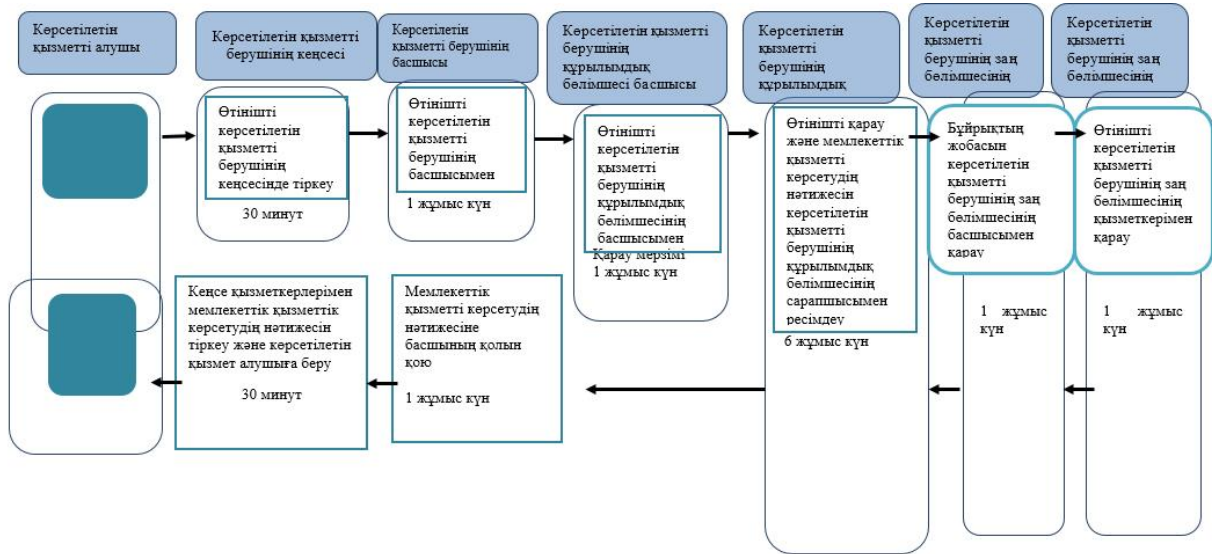 Көрсетілетін
қызметті алушы
Көрсетілетін қызметті
берушінің кеңсесі
Көрсетілетін
қызметті берушінің
басшысы
Көрсетілетін қызметті
берушінің
құрылымдық
бөлімшесі басшысы
Көрсетілетін
қызметті
берушінің
құрылымдық
Көрсетілетін
қызметті
берушінің заң
бөлімшесінің
Көрсетілетін
қызметті
берушінің заң
бөлімшесінің
Өтінішті
көрсетілетін
қызметті
берушінің
кеңсесінде тіркеу
30 минут
Өтінішті
көрсетілетін
қызметті
берушінің
басшысымен
1 жұмыс күн
Өтінішті
көрсетілетін
қызметті
берушінің
құрылымдық
бөлімшесінің
басшысымен
Қарау мерзімі
1 жұмыс күн
Өтінішті қарау
және мемлекеттік
қызметті
көрсетудің
нәтижесін
көрсетілетін
қызметті
берушінің
құрылымдық
бөлімшесінің
сарапшысымен
ресімдеу
6 жұмыс күн
Бұйрықтың
жобасын
көрсетілетін
қызметті
берушінің заң
бөлімшесінің
басшысымен
қарау
1 жұмыс
күн
Өтінішті
көрсетілетін
қызметті
берушінің заң
бөлімшесінің
қызметкерімен
қарау
1 жұмыс
күн
Кеңсе қызметкерлерімен
мемлекеттік қызметтік
көрсетудің нәтижесін
тіркеу және көрсетілетін
қызмет алушыға беру
30 минут
Мемлекеттік
қызметті көрсетудің
нәтижесіне
басшының қолын
қою
1 жұмыс күн